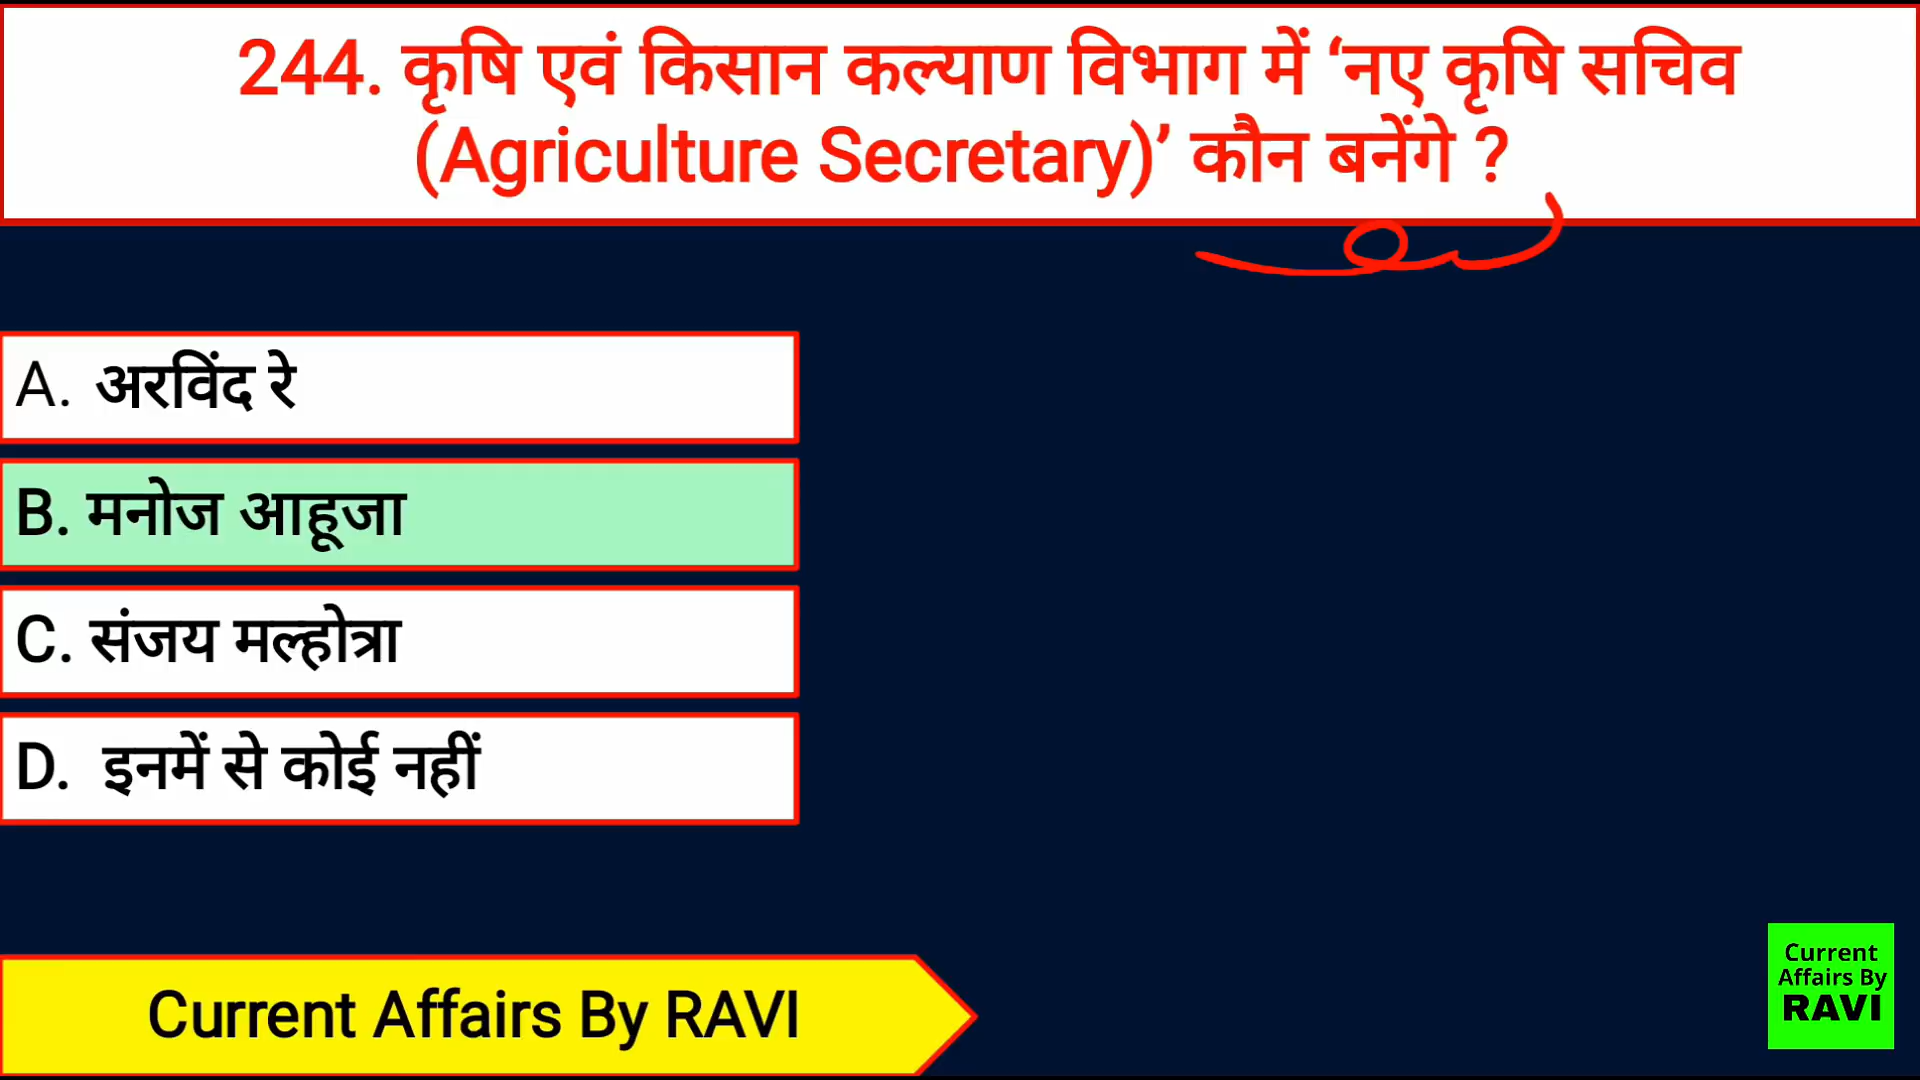 244. कृषि एवं किसान कल्याण विभाग में ‘नए कृषि सचिव
(Agriculture Secretary)’ कौन बनेंगे ?
A. अरविंद रे
B. मनोज आहूजा
C. संजय मल्होत्रा
D. इनमें से कोई नहीं
Current Affairs By RAVI
Current
Affairs By
RAVI